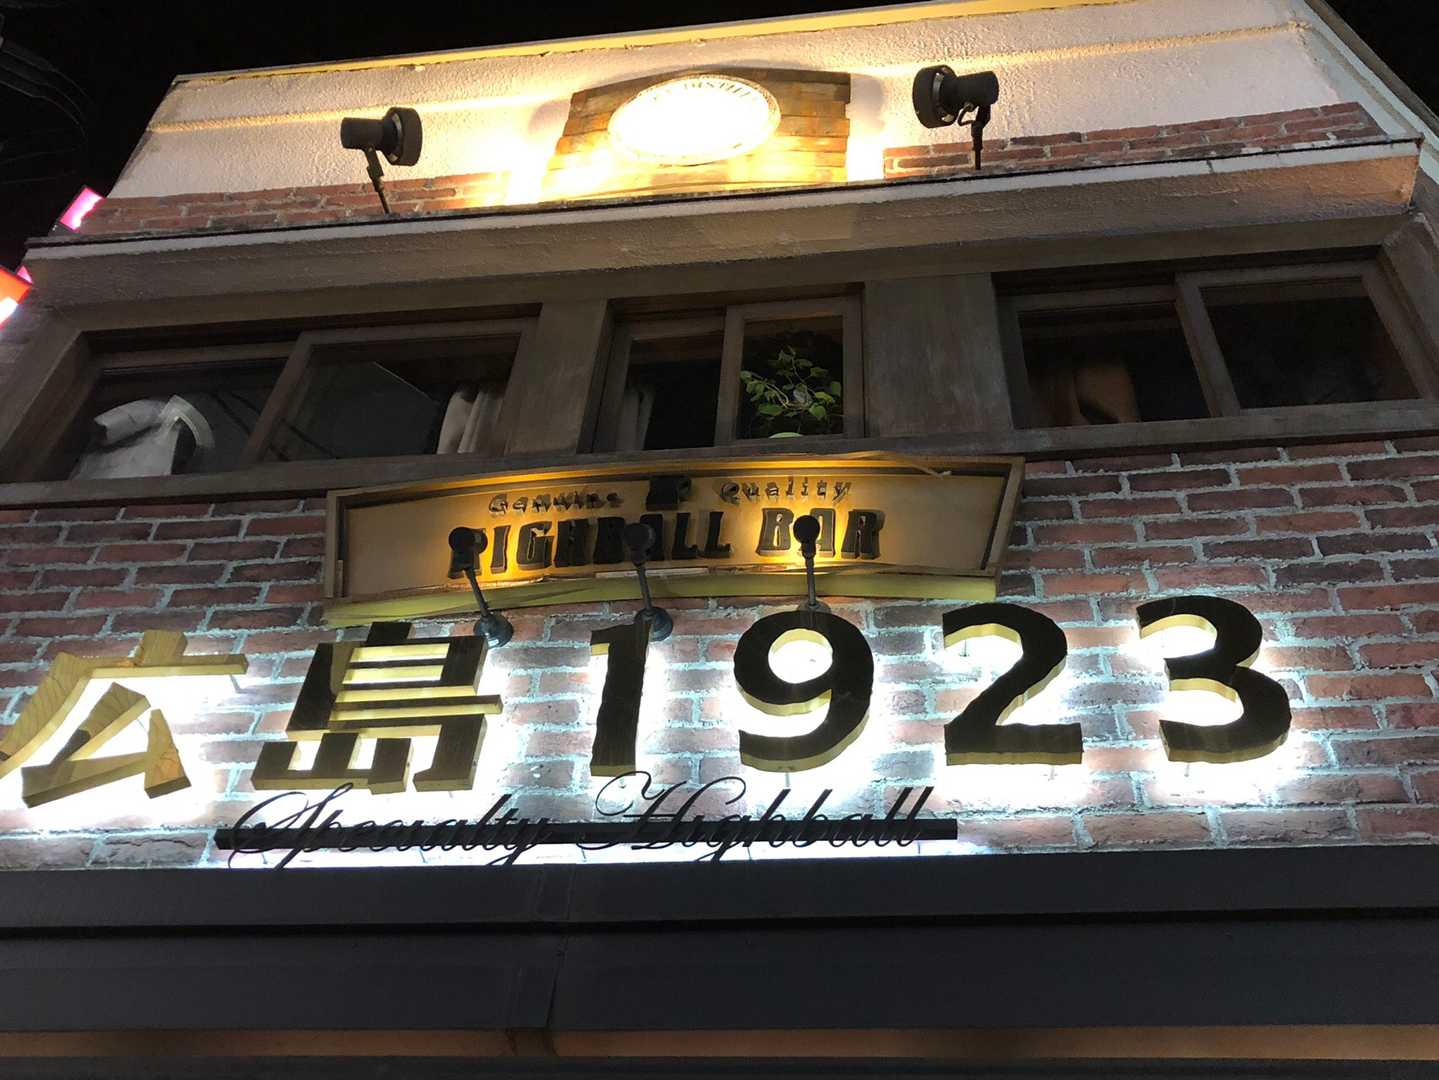 Genuine Quality
HIGHBALL BAR
広島1923
Specialty Highball